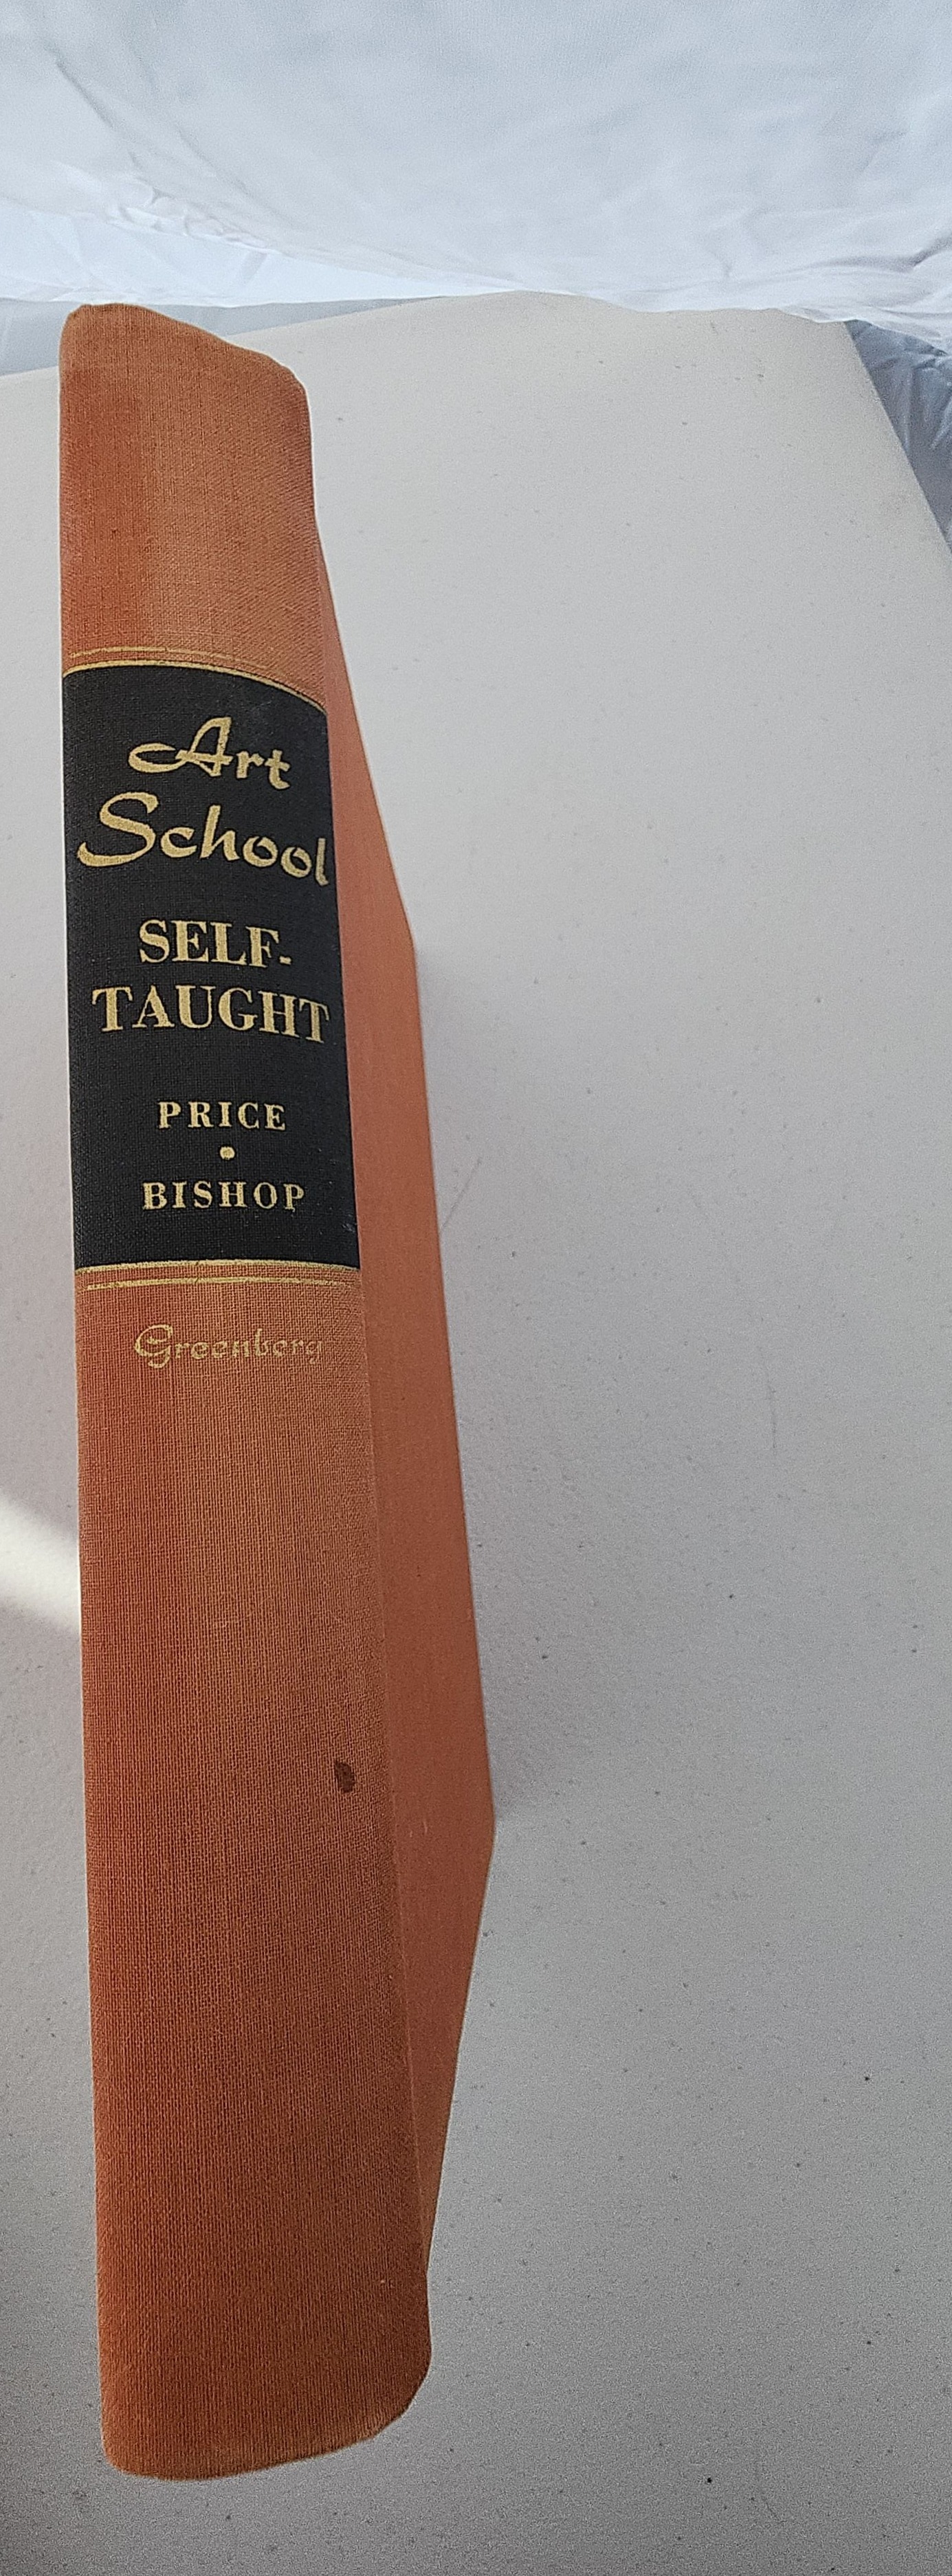 Art
School
SELF-
TAUGHT
PRICE
•
BISHOP
Greenberg